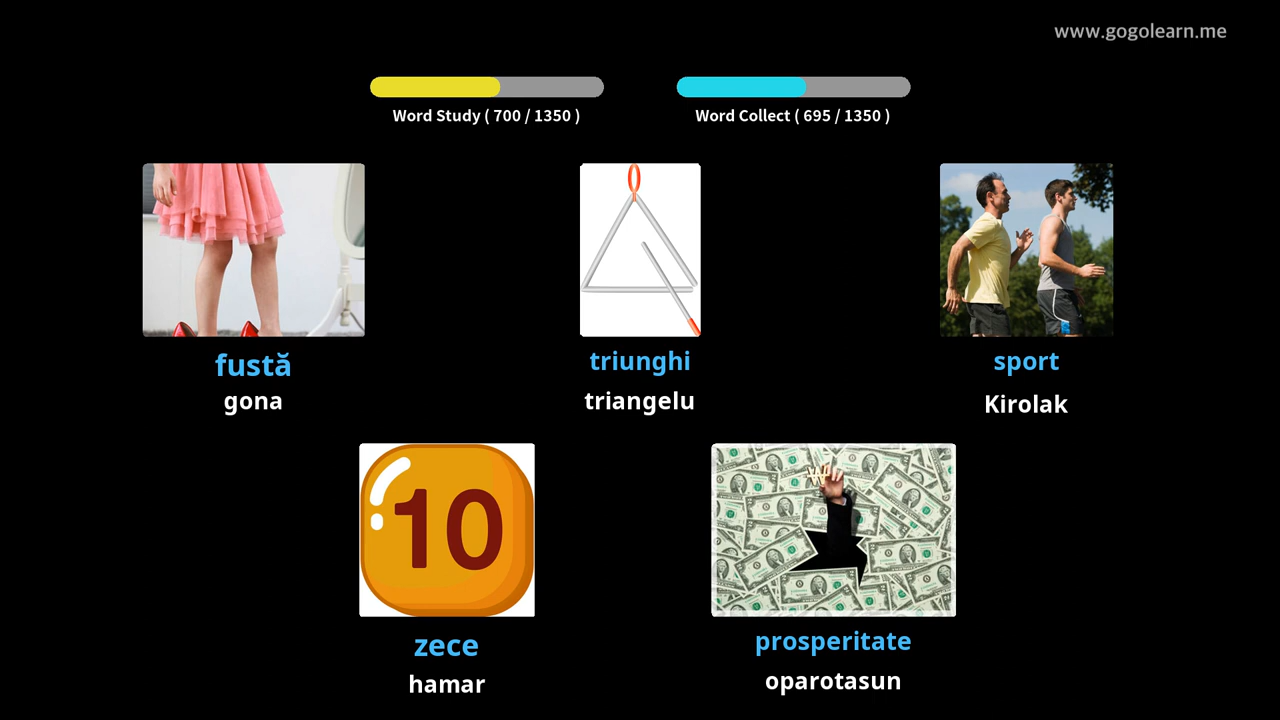 www.gogolearn.me
Word Study ( 700 / 1350 )
Word Collect ( 695 / 1350 )
fustă
gona
triunghi
triangelu
sport
Kirolak
10
zece
hamar
prosperitate
oparotasun